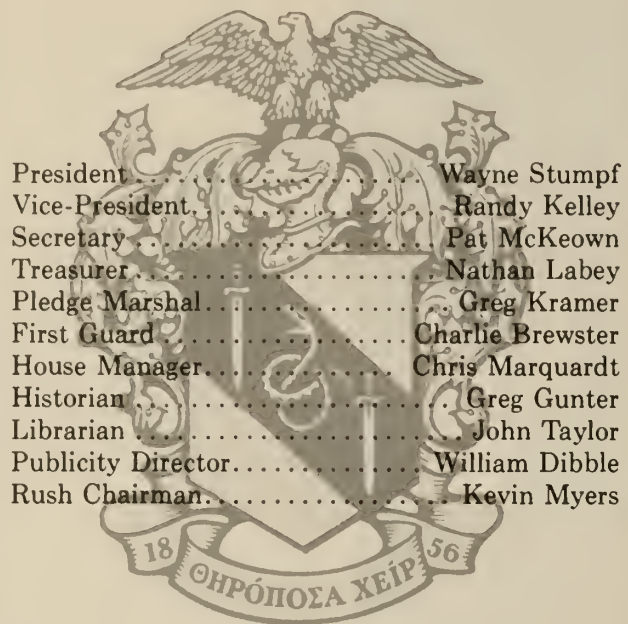 President . . . . . . . . . . . . . . . . . . . . . . . Wayne Stumpf
Vice-President. . . . . . . . . . . . . . . . . . . . Randy Kelley
Secretary . . . . . . . . . . . . . . . . . . . . . . . Pat McKeown
Treasurer . . . . . . . . . . . . . . . . . . . . . . . Nathan Labey
Pledge Marshal . . . . . . . . . . . . . . . . . . . Greg Kramer
First Guard . . . . . . . . . . . . . . . . . . . Charlie Brewster
House Manager. . . . . . . . . . . . . . . . Chris Marquardt
Historian . . . . . . . . . . . . . . . . . . . . . . . Greg Gunter
Librarian . . . . . . . . . . . . . . . . . . . . . . . John Taylor
Publicity Director. . . . . . . . . . . . . . . William Dibble
Rush Chairman. . . . . . . . . . . . . . . . . . . Kevin Myers
18 56
ΘΗΡΌΠΟΣΑ ΧΕΊΡ